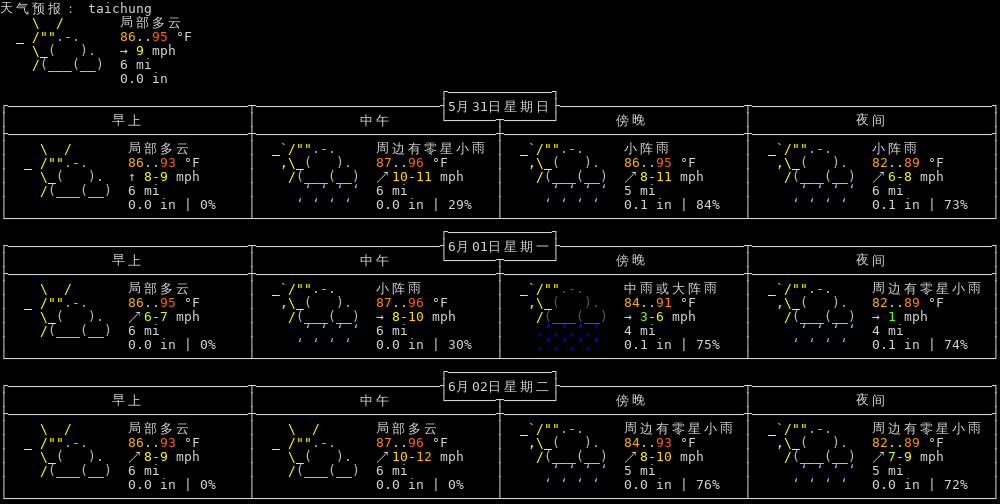 天气预报： taichung
局部多云
86..95 °F
→ 9 mph
6 mi
0.0 in
5月31日星期日
早上 中午 傍晚 夜间
局部多云 周边有零星小雨 小阵雨 小阵雨
86..93 °F 87..96 °F 86..95 °F 82..89 °F
↑ 8-9 mph ↗ 10-11 mph ↗ 8-11 mph ↗ 6-8 mph
6 mi 6 mi 5 mi 6 mi
0.0 in | 0% 0.0 in | 29% 0.1 in | 84% 0.1 in | 73%
6月01日星期一
早上 中午 傍晚 夜间
局部多云 小阵雨 中雨或大阵雨 周边有零星小雨
86..95 °F 87..96 °F 84..91 °F 82..89 °F
↗ 6-7 mph → 8-10 mph → 3-6 mph → 1 mph
6 mi 6 mi 4 mi 4 mi
0.0 in | 0% 0.0 in | 30% 0.1 in | 75% 0.1 in | 74%
6月02日星期二
早上 中午 傍晚 夜间
局部多云 局部多云 周边有零星小雨 周边有零星小雨
86..93 °F 87..96 °F 84..93 °F 82..89 °F
↗ 8-9 mph ↗ 10-12 mph ↗ 8-10 mph ↗ 7-9 mph
6 mi 6 mi 5 mi 5 mi
0.0 in | 0% 0.0 in | 0% 0.0 in | 76% 0.0 in | 72%